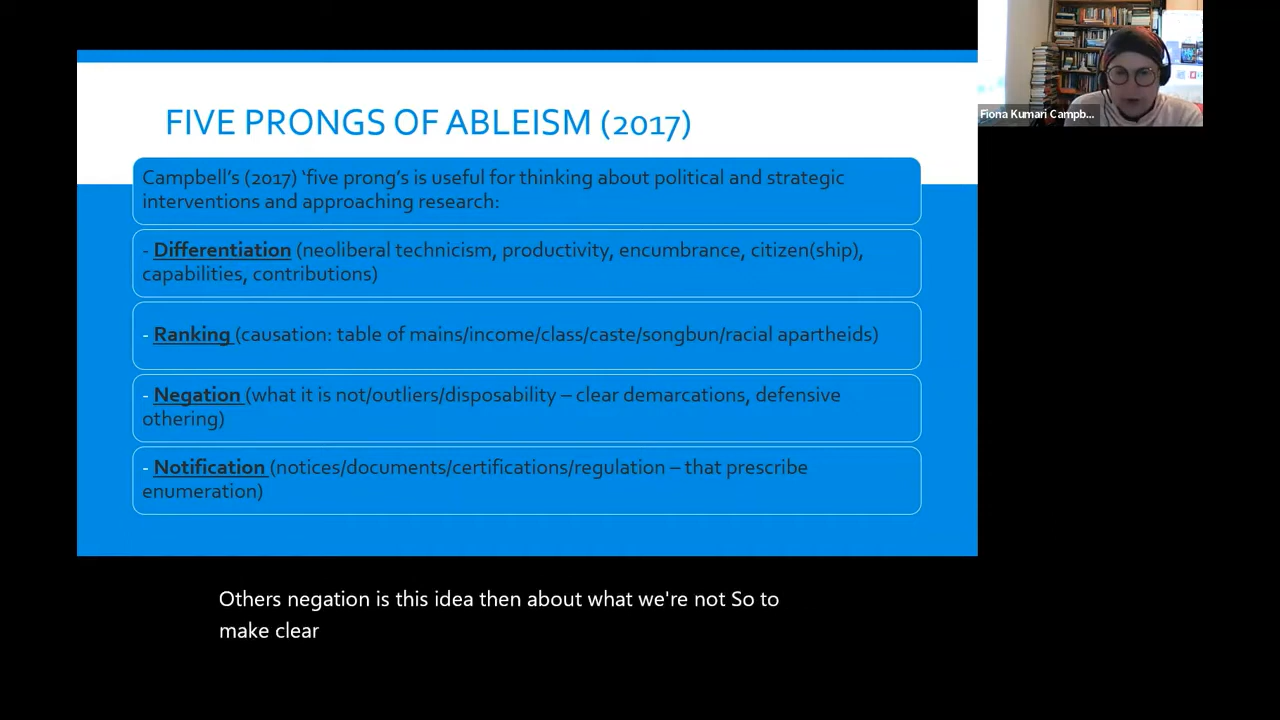 FIVE PRONGS OF ABLEISM (2017)
Campbell's (2017) ‘five prong’s is useful for thinking about political and strategic
interventions and approaching research:
- Differentiation (neoliberal technicism, productivity, encumbrance, citizen(ship),
capabilities, contributions)
- Ranking (causation: table of mains/income/class/caste/songbun/racial apartheids)
- Negation (what it is not/outliers/disposability – clear demarcations, defensive
othering)
- Notification (notices/documents/certifications/regulation – that prescribe
enumeration)
Fiona Kumari Campb...
Others negation is this idea then about what we're not So to
make clear